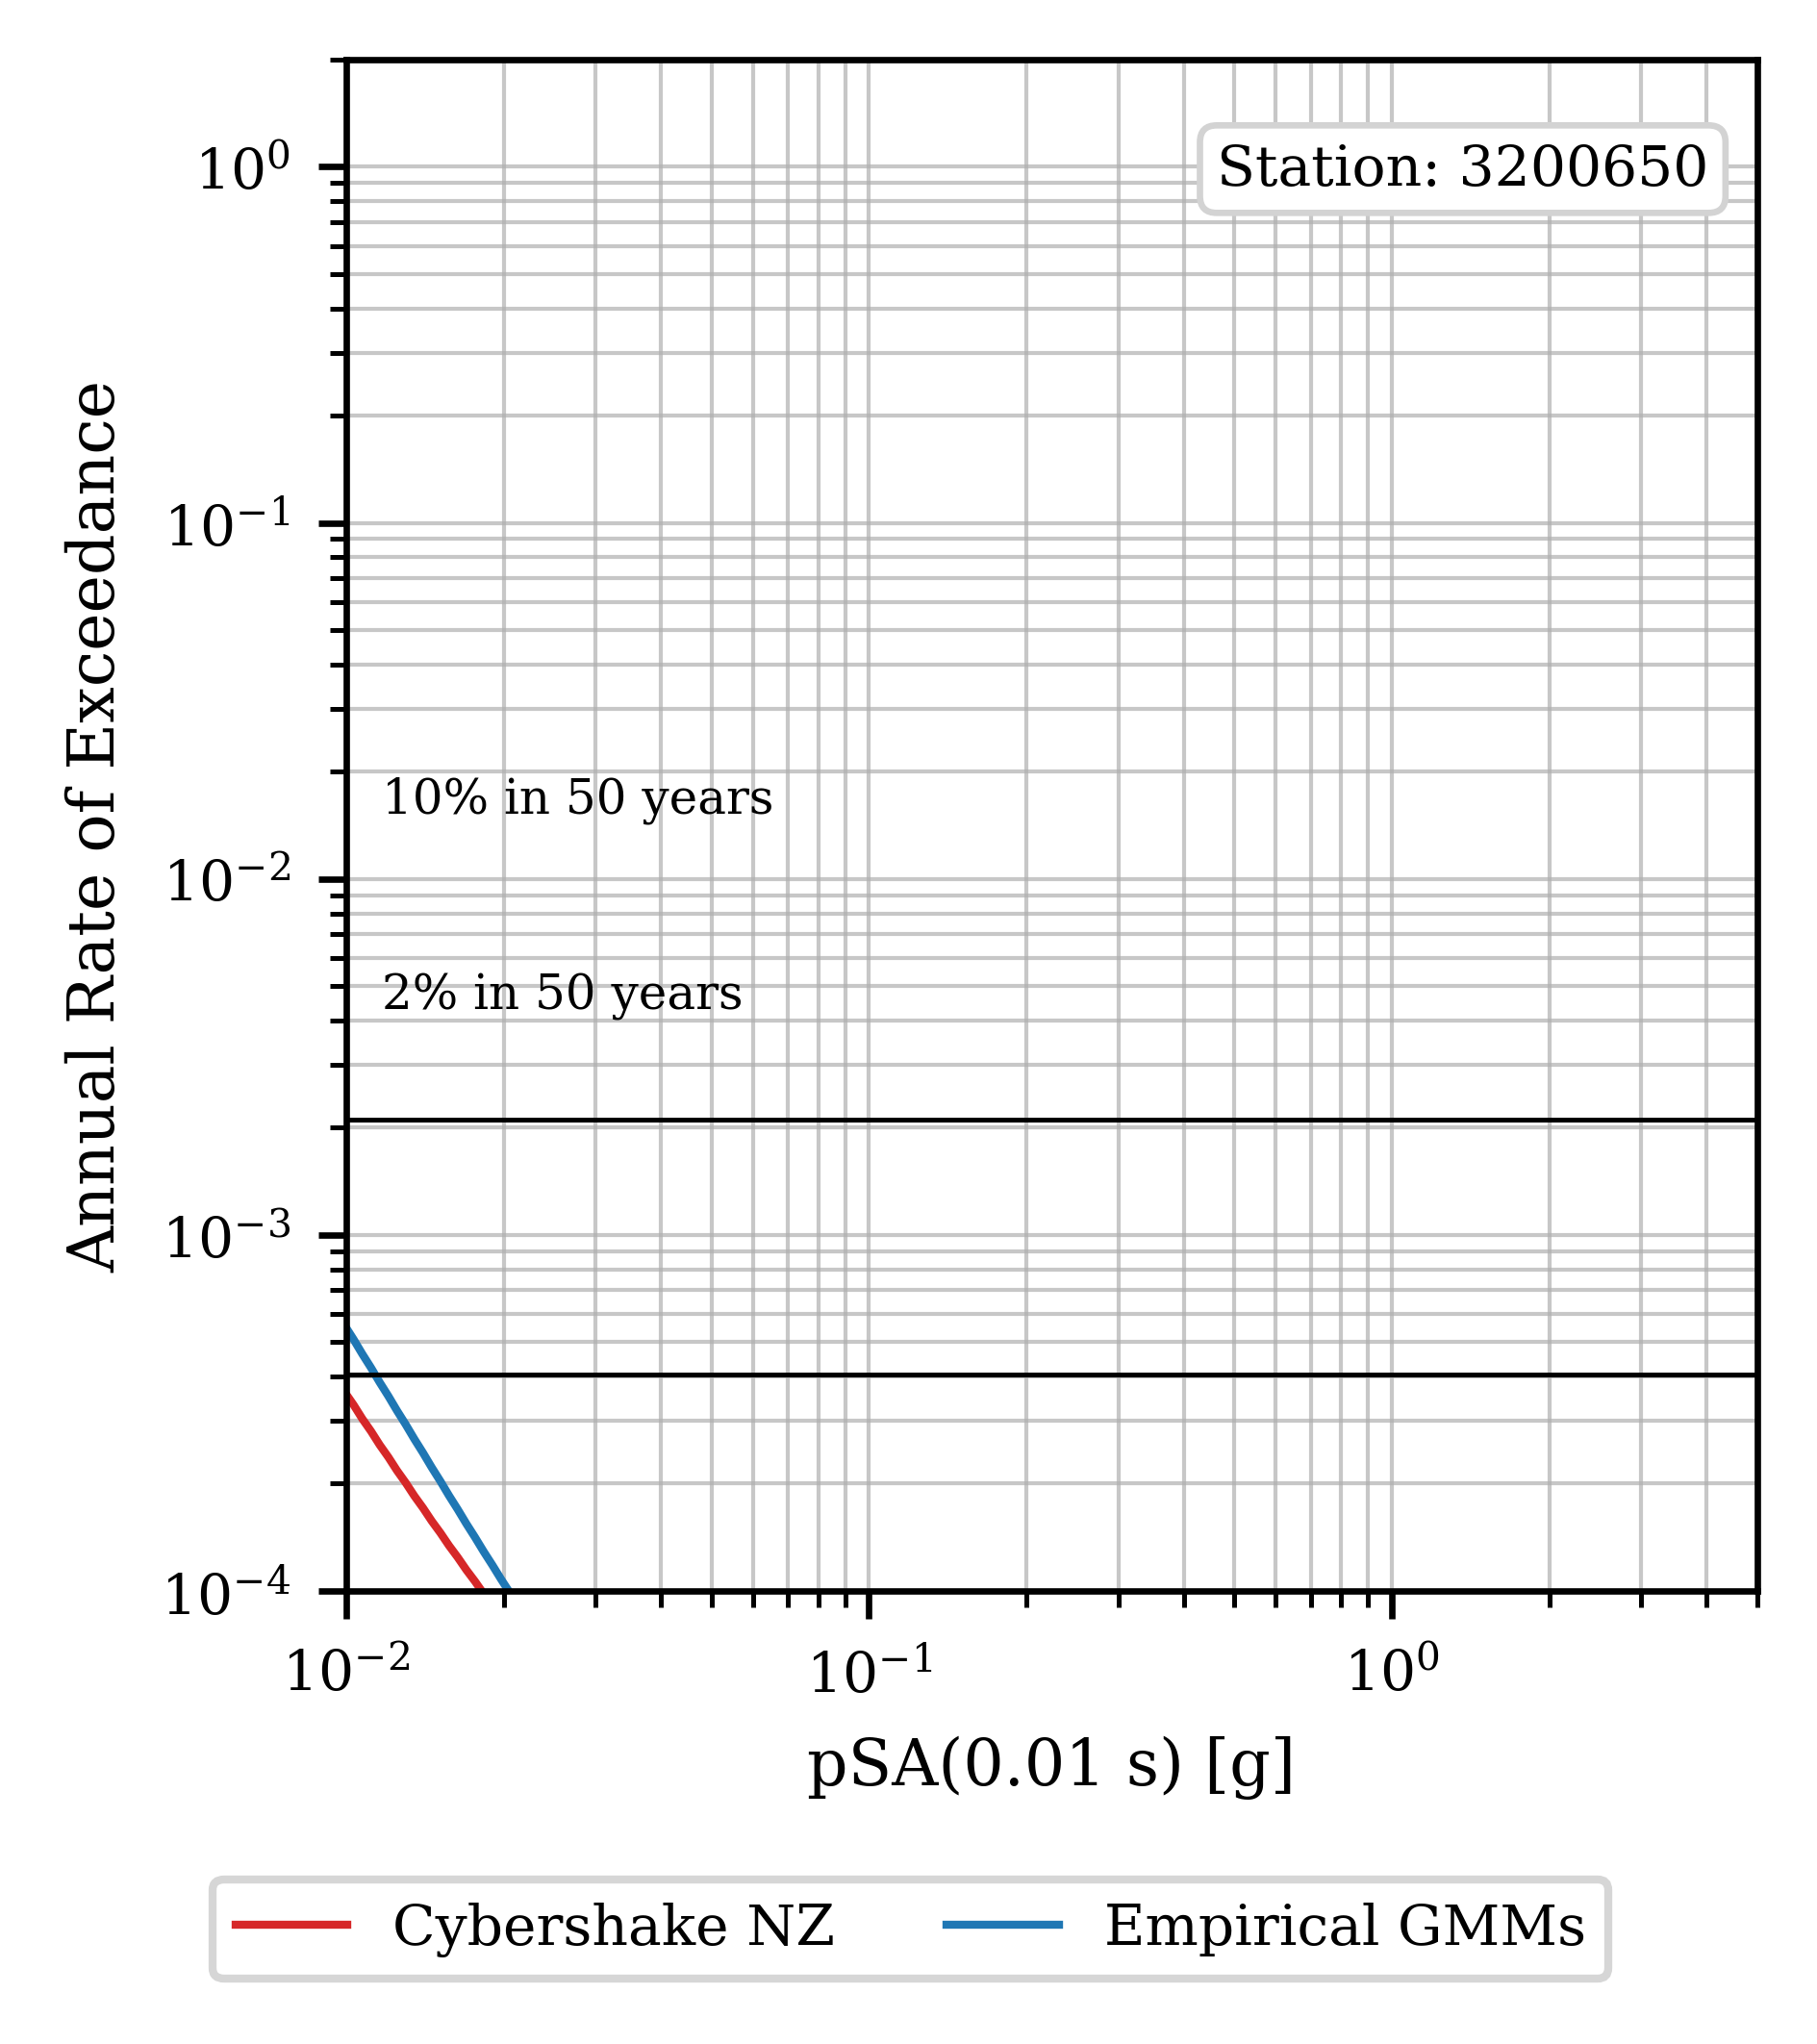 Station: 3200650
10⁰
10⁻¹
10⁻²
10⁻³
10⁻⁴
Annual Rate of Exceedance
10% in 50 years
2% in 50 years
10⁻²
10⁻¹
10⁰
pSA(0.01 s) [g]
Cybershake NZ
Empirical GMMs